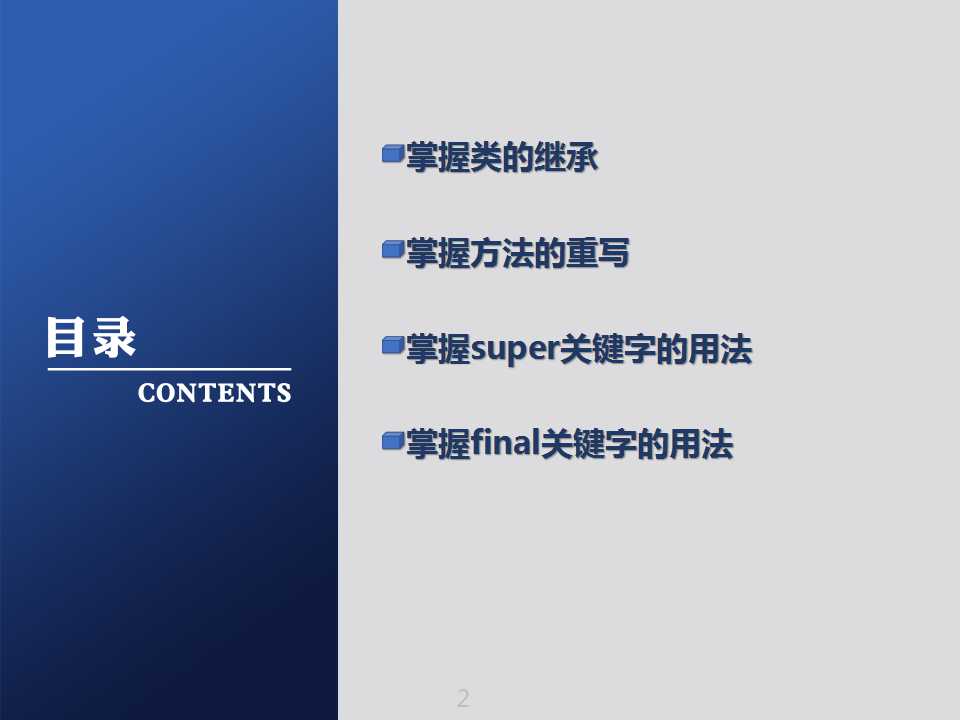 目录
CONTENTS
掌握类的继承
掌握方法的重写
掌握super关键字的用法
掌握final关键字的用法
2